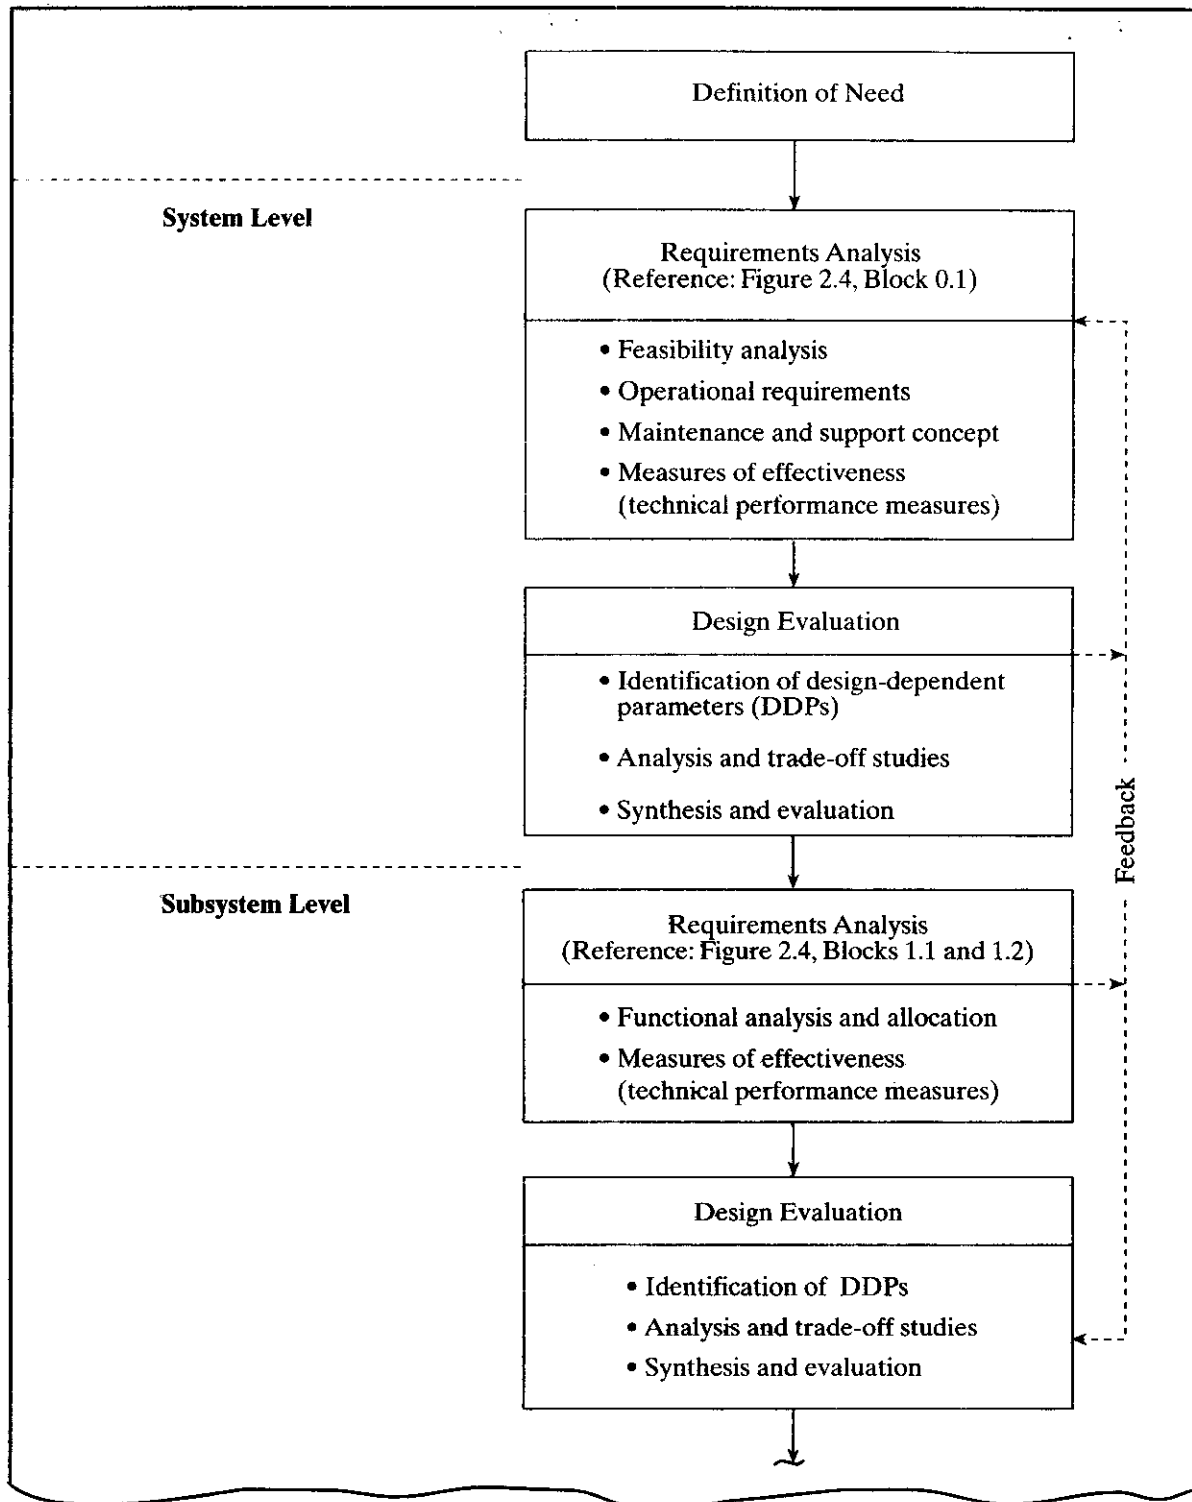 Definition of Need
System Level
Requirements Analysis
(Reference: Figure 2.4, Block 0.1)
• Feasibility analysis
• Operational requirements
• Maintenance and support concept
• Measures of effectiveness
(technical performance measures)
Design Evaluation
• Identification of design-dependent
parameters (DDPs)
• Analysis and trade-off studies
• Synthesis and evaluation
Feedback
Subsystem Level
Requirements Analysis
(Reference: Figure 2.4, Blocks 1.1 and 1.2)
• Functional analysis and allocation
• Measures of effectiveness
(technical performance measures)
Design Evaluation
• Identification of DDPs
• Analysis and trade-off studies
• Synthesis and evaluation